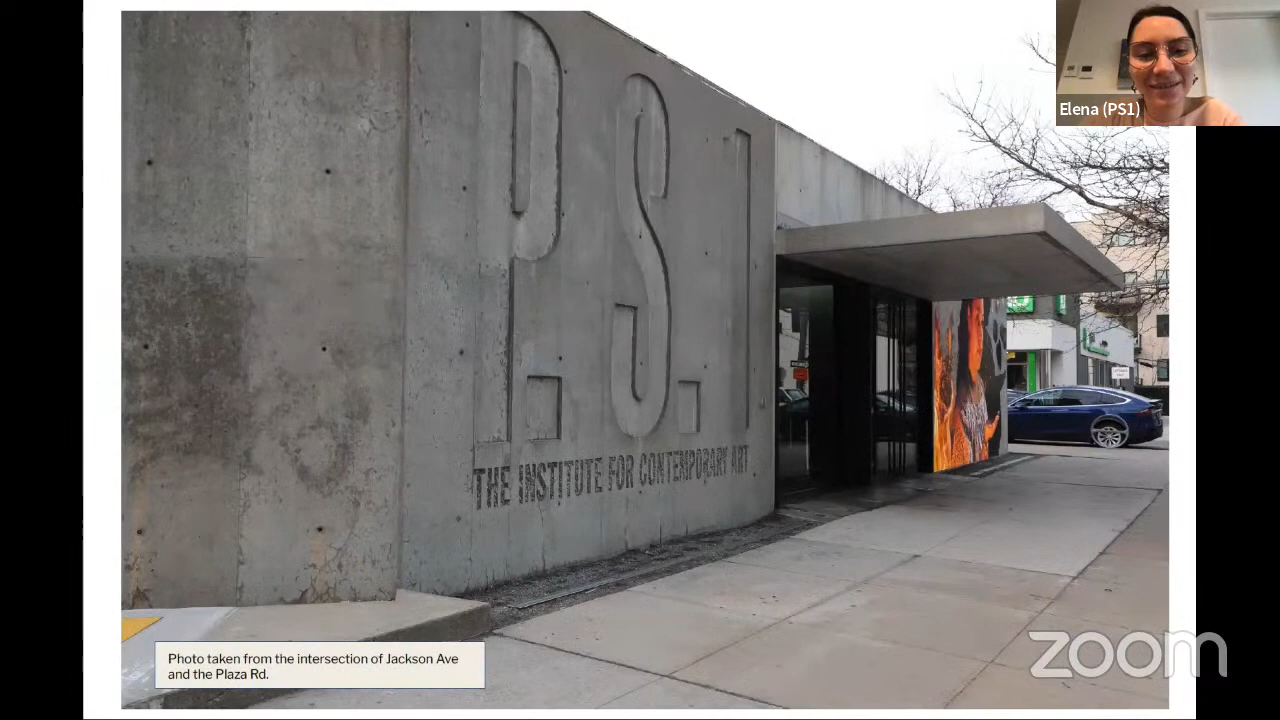 Elena (PS1)
P.S.1
THE INSTITUTE FOR CONTEMPORARY ART
Photo taken from the intersection of Jackson Ave
and the Plaza Rd.
zoom